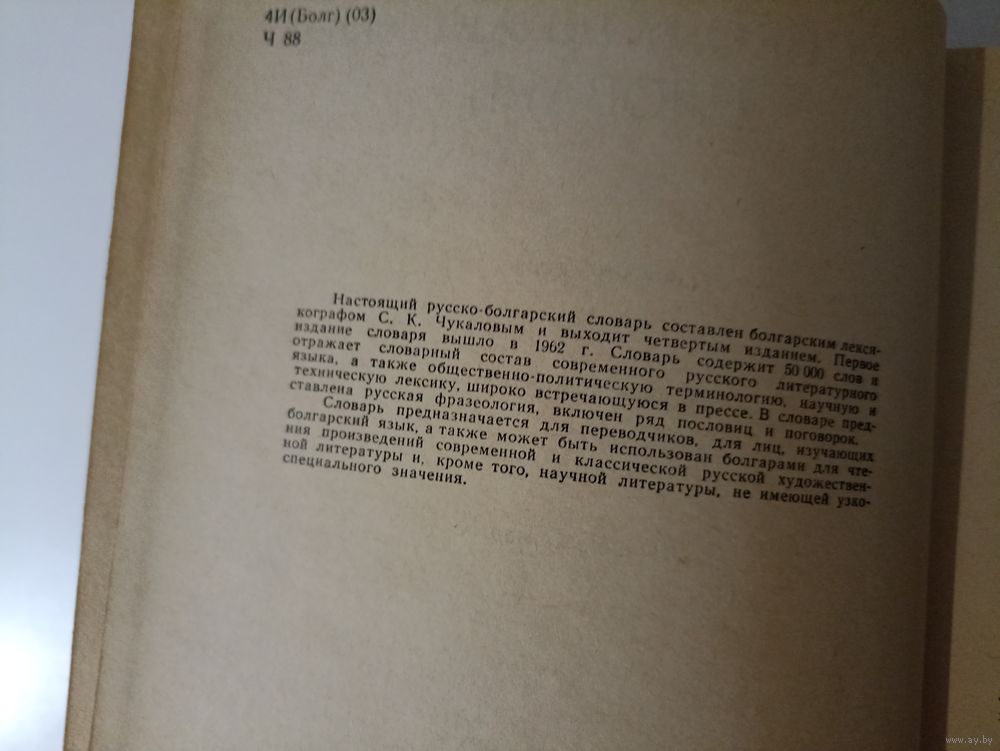 4И(Болг)(03)
Ч 88
Настоящий русско-болгарский словарь составлен болгарским лекси-
кографом С. К. Чукаловым и выходит четвертым изданием. Первое
издание словаря вышло в 1962 г. Словарь содержит 50 000 слов и
отражает словарный состав современного русского литературного
языка, а также общественно-политическую терминологию, научную и
техническую лексику, широко встречающуюся в прессе. В словаре пред-
ставлена русская фразеология, включен ряд пословиц и поговорок.
Словарь предназначается для переводчиков, для лиц, изучающих
болгарский язык, а также может быть использован болгарами для чте-
ния произведений современной и классической русской художествен-
ной литературы и, кроме того, научной литературы, не имеющей узко-
специального значения.
www.ay.by